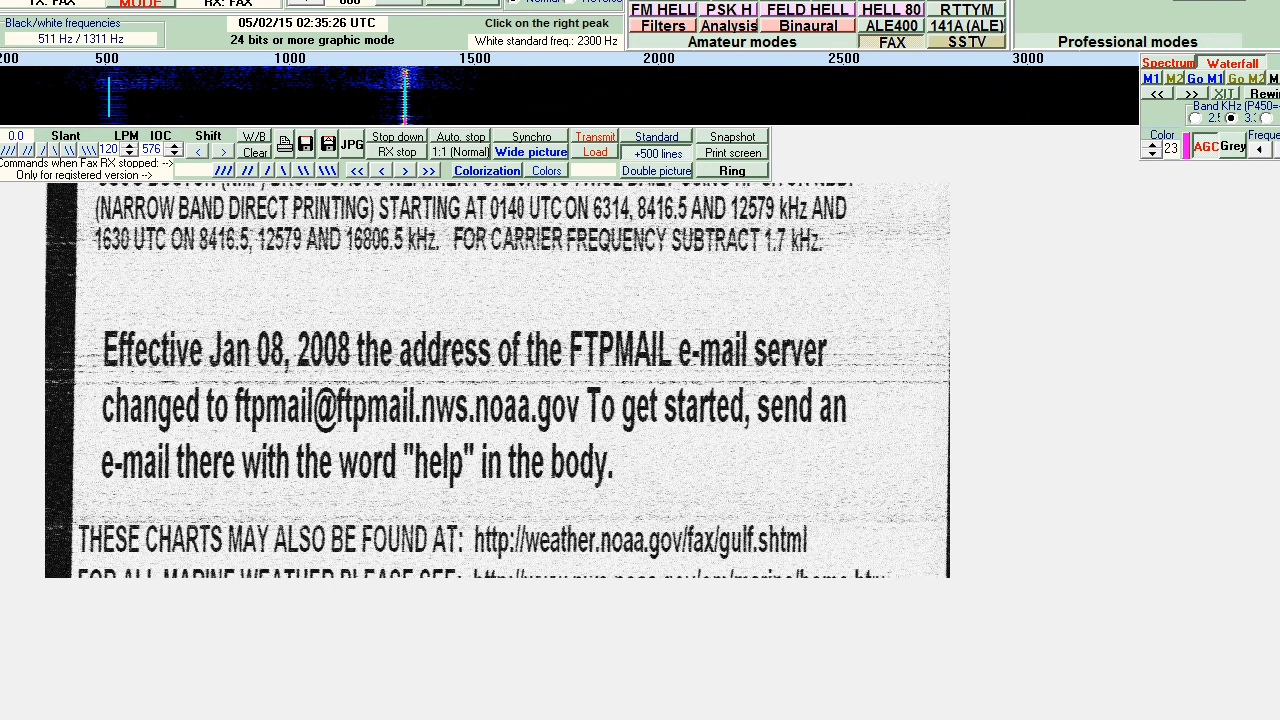 TX: FAX MODE RX: FAX
FM HELL PSK H FELD HELL HELL 80 RTTYM
Black/white frequencies 05/02/15 02:35:26 UTC Click on the right peak Filters Analysis Binaural ALE400 141A (ALE)
511 Hz / 1311 Hz 24 bits or more graphic mode White standard freq.: 2300 Hz Amateur modes FAX SSTV Professional modes
500 1000 1500 2000 2500 3000
Spectrum Waterfall
M1 M2 Go M1 Go M2
<< >> XIT
Band KHz
0.0 Slant LPM IOC Shift W/B JPG Stop down Auto. stop Synchro Transmit Standard Snapshot Color
/// // / \ \\ \\\ 120 576 < > Clear RX stop 1:1 (Normal) Wide picture Load +500 lines Print screen 23 AGC Grey
Commands when Fax RX stopped: -->
Only for registered version? --> /// // / \ \\ \\\ << < > >> Colorization Colors Double picture Ring
(NARROW BAND DIRECT PRINTING) STARTING AT 0140 UTC ON 6314, 8416.5 AND 12579 kHz AND
1630 UTC ON 8416.5, 12579 AND 16806.5 kHz. FOR CARRIER FREQUENCY SUBTRACT 1.7 kHz.
Effective Jan 08, 2008 the address of the FTPMAIL e-mail server
changed to ftpmail@ftpmail.nws.noaa.gov To get started, send an
e-mail there with the word "help" in the body.
THESE CHARTS MAY ALSO BE FOUND AT: http://weather.noaa.gov/fax/gulf.shtml
FOR ALL MARINE WEATHER PLEASE SEE: